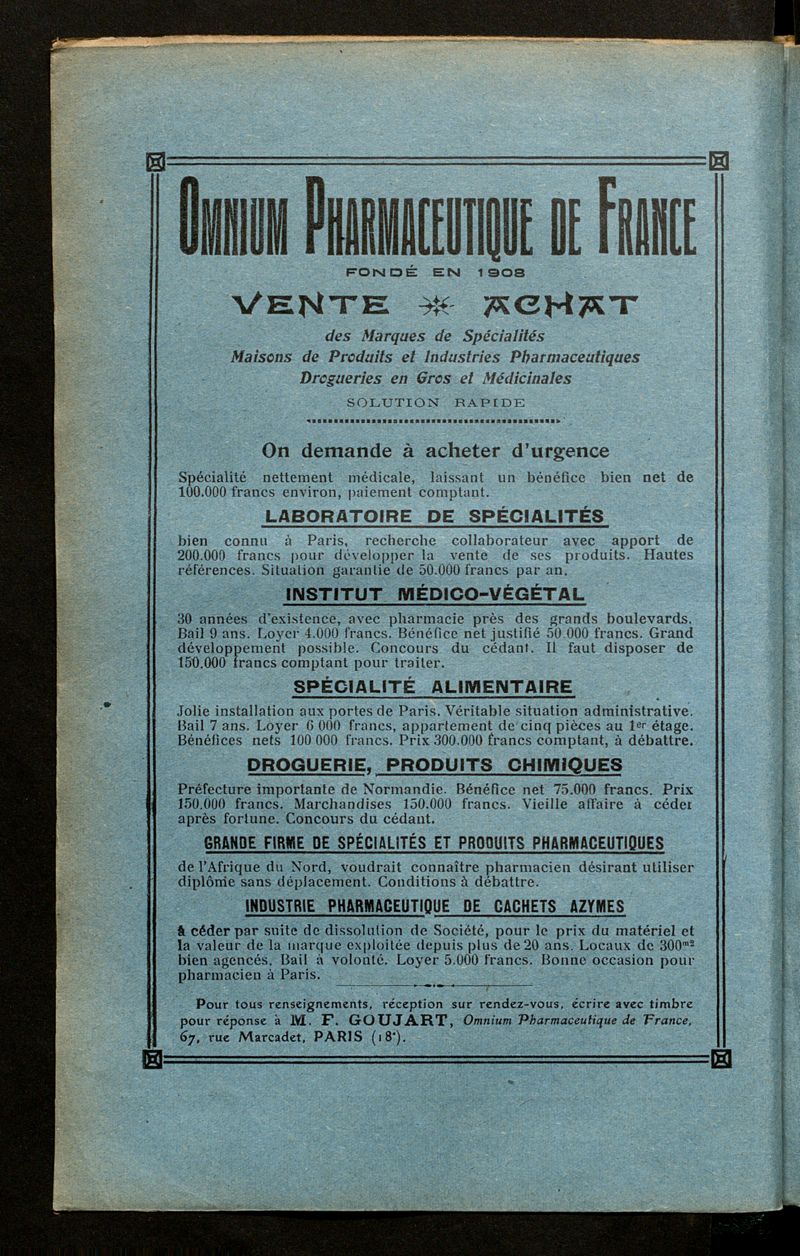 OMNIUM PHARMACEUTIQUE DE FRANCE
FONDÉ EN 1908
VENTE ACHAT
des Marques de Spécialités
Maisons de Produits et Industries Pharmaceutiques
Drogueries en Gros et Médicinales
SOLUTION RAPIDE
On demande à acheter d'urgence
Spécialité nettement médicale, laissant un bénéfice bien net de
100.000 francs environ, paiement comptant.
LABORATOIRE DE SPÉCIALITÉS
bien connu à Paris, recherche collaborateur avec apport de
200.000 francs pour développer la vente de ses produits. Hautes
références. Situation garantie de 50.000 francs par an.
INSTITUT MÉDICO-VÉGÉTAL
30 années d'existence, avec pharmacie près des grands boulevards.
Bail 9 ans. Loyer 4.000 francs. Bénéfice net justifié 50 000 francs. Grand
développement possible. Concours du cédant. Il faut disposer de
150.000 francs comptant pour traiter.
SPÉCIALITÉ ALIMENTAIRE
Jolie installation aux portes de Paris. Véritable situation administrative.
Bail 7 ans. Loyer 6 000 francs, appartement de cinq pièces au 1er étage.
Bénéfices nets 100 000 francs. Prix 300.000 francs comptant, à débattre.
DROGUERIE, PRODUITS CHIMIQUES
Préfecture importante de Normandie. Bénéfice net 75.000 francs. Prix
150.000 francs. Marchandises 150.000 francs. Vieille affaire à céder
après fortune. Concours du cédant.
GRANDE FIRME DE SPÉCIALITÉS ET PRODUITS PHARMACEUTIQUES
de l'Afrique du Nord, voudrait connaître pharmacien désirant utiliser
diplôme sans déplacement. Conditions à débattre.
INDUSTRIE PHARMACEUTIQUE DE CACHETS AZYMES
à céder par suite de dissolution de Société, pour le prix du matériel et
la valeur de la marque exploitée depuis plus de 20 ans. Locaux de 300m²
bien agencés. Bail à volonté. Loyer 5.000 francs. Bonne occasion pour
pharmacien à Paris.
Pour tous renseignements, réception sur rendez-vous, écrire avec timbre
pour réponse à M. F. GOUJART, Omnium Pharmaceutique de France,
67, rue Marcadet, PARIS (18e).